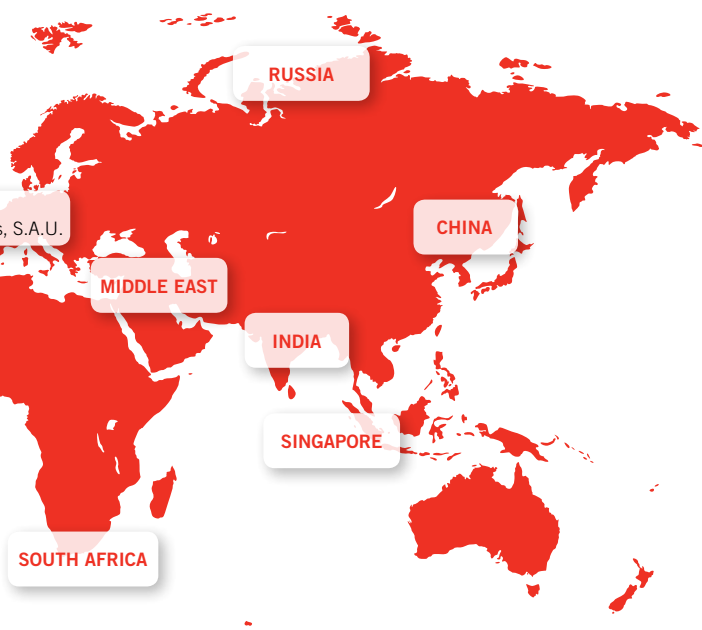 RUSSIA
S.A.U.
CHINA
MIDDLE EAST
INDIA
SINGAPORE
SOUTH AFRICA